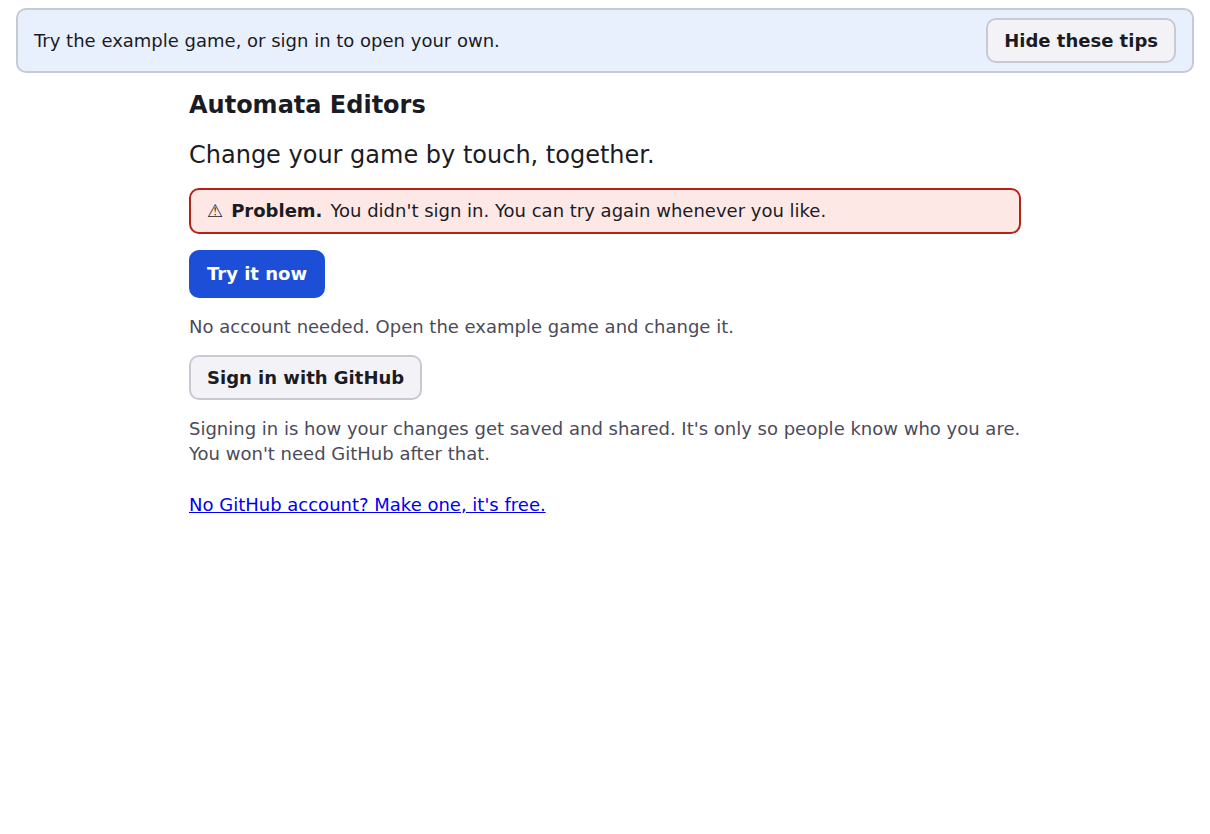 Try the example game, or sign in to open your own.
Hide these tips
Automata Editors
Change your game by touch, together.
⚠ Problem. You didn't sign in. You can try again whenever you like.
Try it now
No account needed. Open the example game and change it.
Sign in with GitHub
Signing in is how your changes get saved and shared. It's only so people know who you are.
You won't need GitHub after that.
No GitHub account? Make one, it's free.